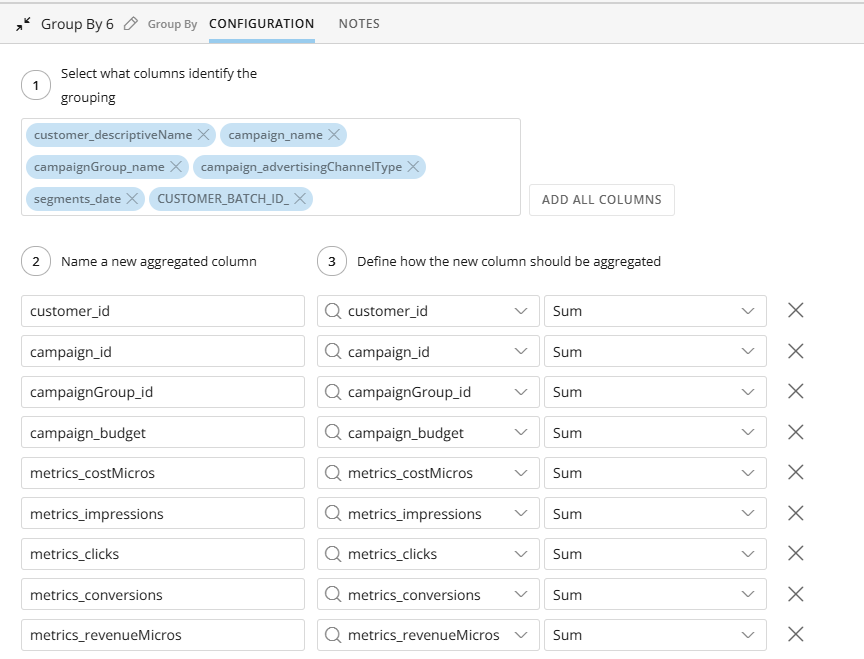 Group By 6 Group By CONFIGURATION NOTES
1 Select what columns identify the
grouping
customer_descriptiveName campaign_name
campaignGroup_name campaign_advertisingChannelType
segments_date CUSTOMER_BATCH_ID_ ADD ALL COLUMNS
2 Name a new aggregated column 3 Define how the new column should be aggregated
customer_id customer_id Sum
campaign_id campaign_id Sum
campaignGroup_id campaignGroup_id Sum
campaign_budget campaign_budget Sum
metrics_costMicros metrics_costMicros Sum
metrics_impressions metrics_impressions Sum
metrics_clicks metrics_clicks Sum
metrics_conversions metrics_conversions Sum
metrics_revenueMicros metrics_revenueMicros Sum